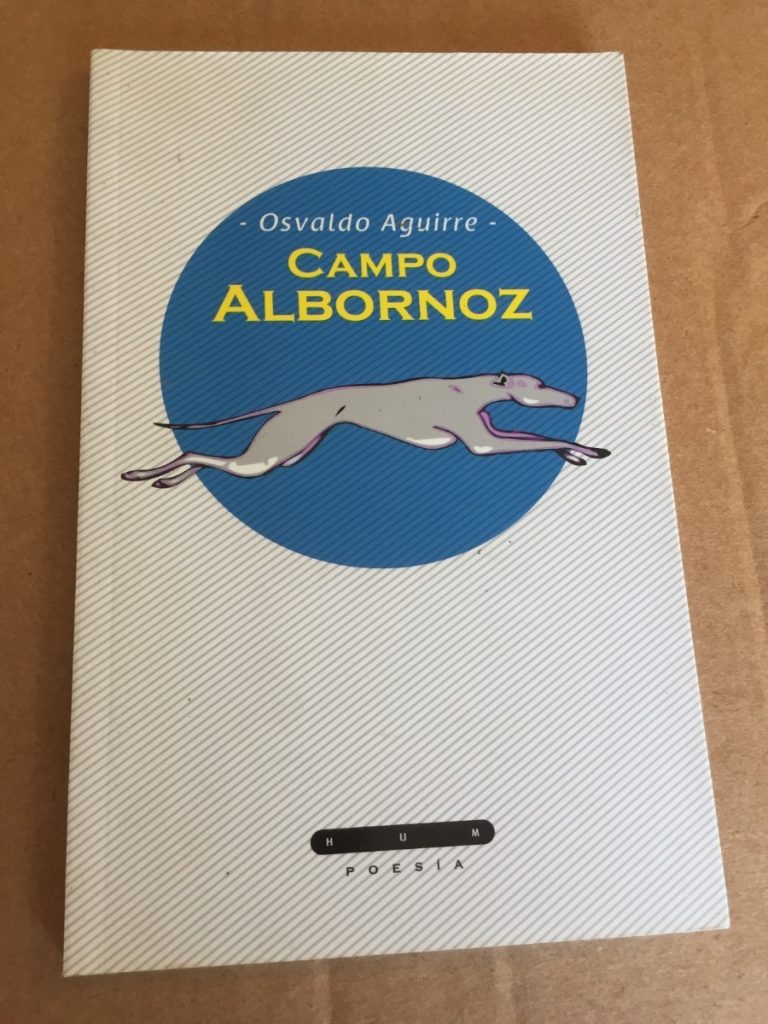 - Osvaldo Aguirre -
CAMPO
ALBORNOZ
H U M
POESÍA